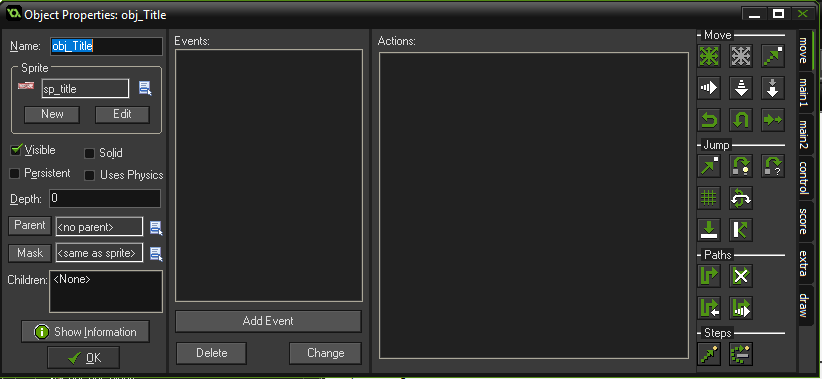 Object Properties: obj_Title
Name: obj_Title
Sprite
sp_title
New Edit
Visible Solid
Persistent Uses Physics
Depth: 0
Parent <no parent>
Mask <same as sprite>
Children: <None>
Show Information
OK
Events:
Add Event
Delete Change
Actions:
Move
Jump
Paths
Steps
move
main1
main2
control
score
extra
draw